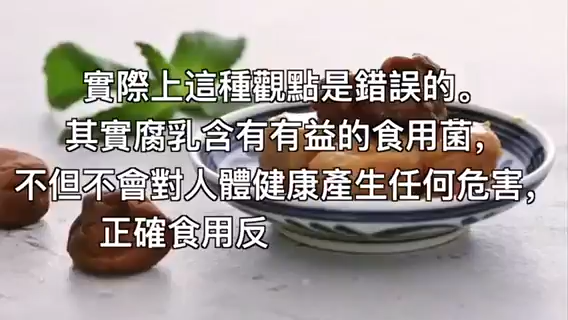 實際上這種觀點是錯誤的。
其實腐乳含有有益的食用菌，
不但不會對人體健康產生任何危害，
正確食用反